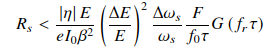 R_s < \frac{|\eta| E}{e I_0 \beta^2} \left( \frac{\Delta E}{E} \right)^2 \frac{\Delta \omega_s}{\omega_s} \frac{F}{f_0 \tau} G (f_r \tau)